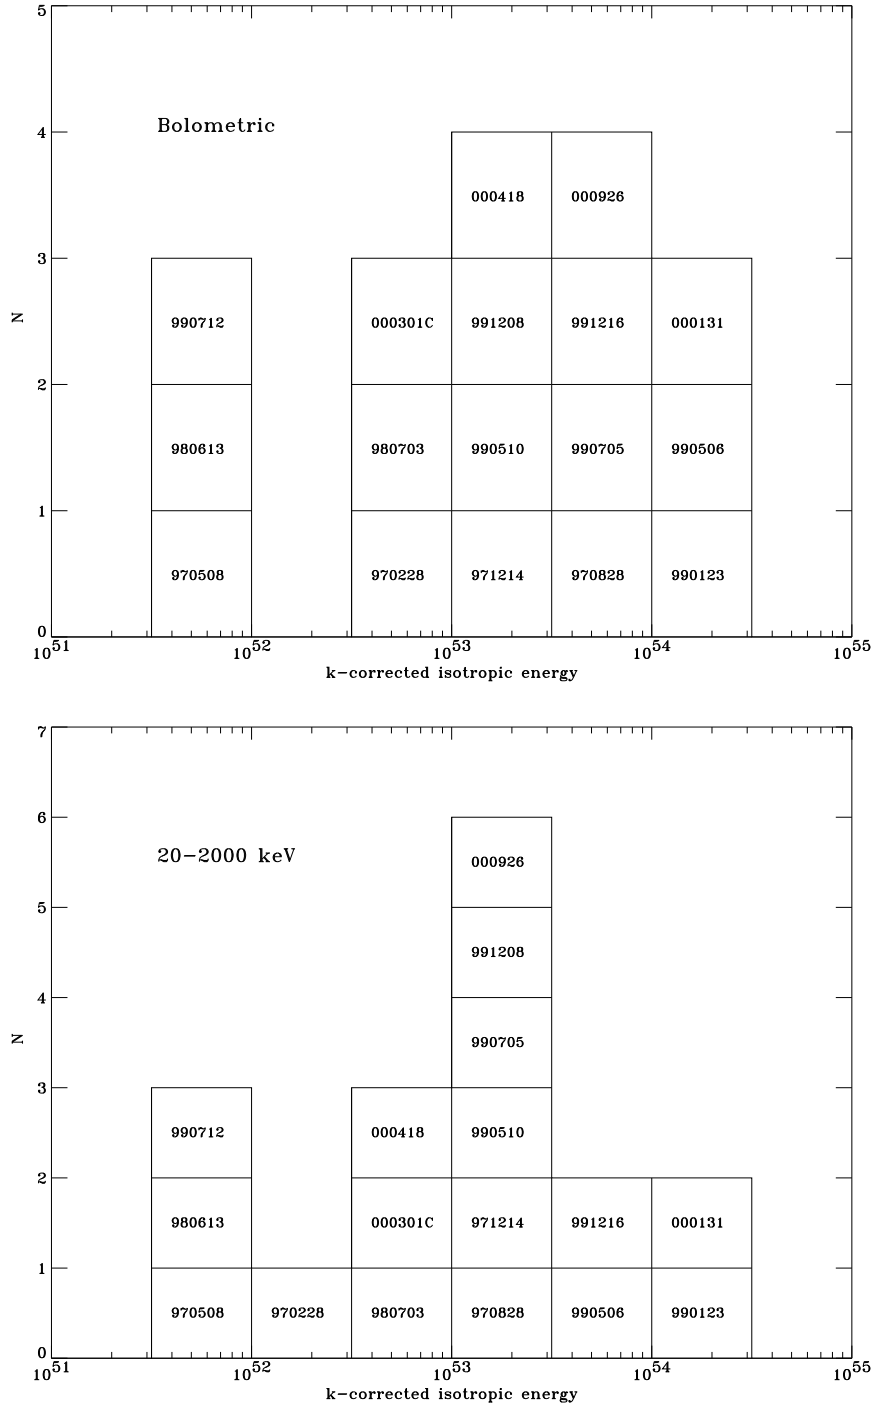 5
Bolometric
4
000418 000926
3
990712 000301C 991208 991216 000131
N
2
980613 980703 990510 990705 990506
1
970508 970228 971214 970828 990123
0
10^51 10^52 10^53 10^54 10^55
k-corrected isotropic energy
7
6
20-2000 keV
000926
5
991208
4
N
990705
3
990712 000418 990510
2
980613 000301C 971214 991216 000131
1
970508 970228 980703 970828 990506 990123
0
10^51 10^52 10^53 10^54 10^55
k-corrected isotropic energy